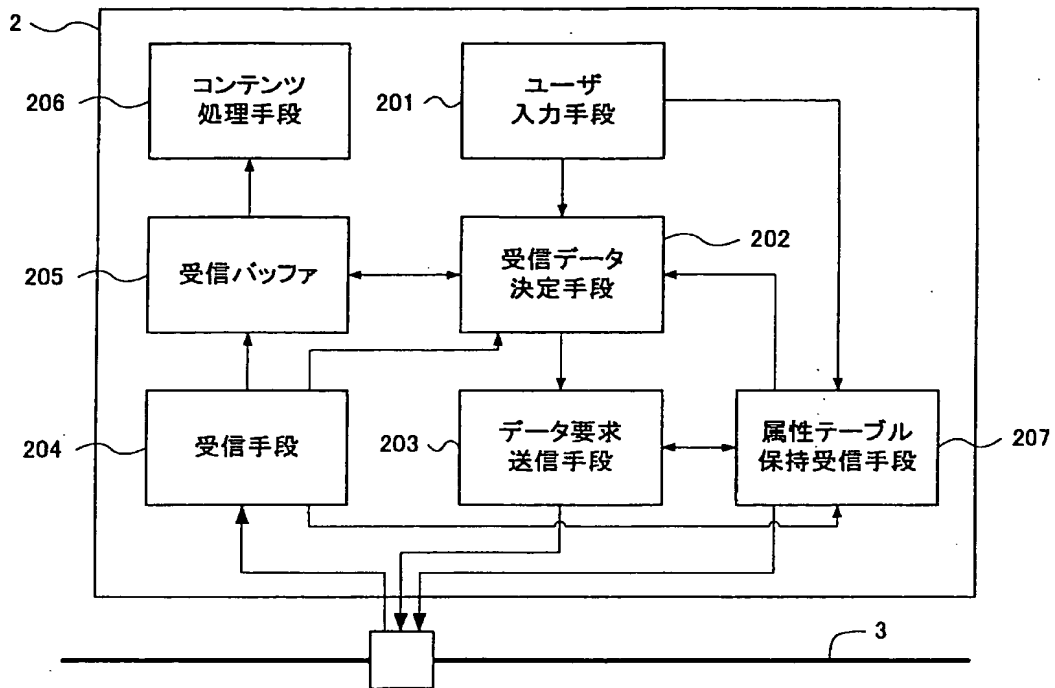 2
206
コンテンツ
処理手段
201
ユーザ
入力手段
205
受信バッファ
受信データ
決定手段
202
204
受信手段
203
データ要求
送信手段
属性テーブル
保持受信手段
207
3